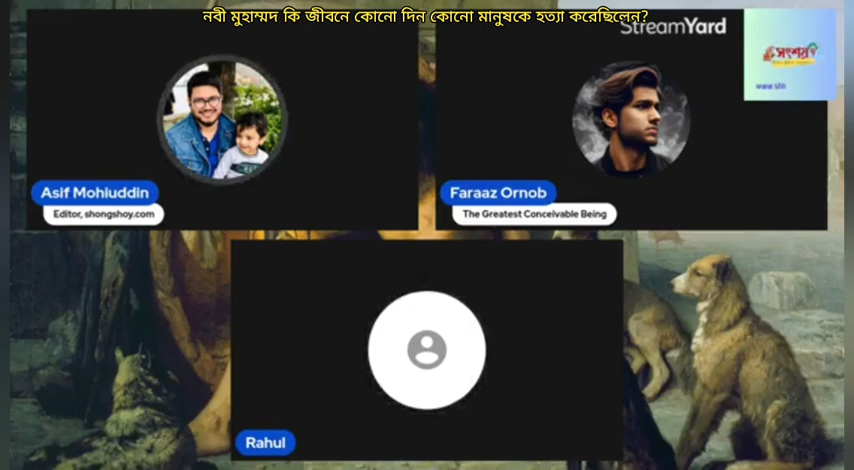 নবী মুহাম্মদ কি জীবনে কোনো দিন কোনো মানুষকে হত্যা করেছিলেন?
StreamYard
সংশয়
Asif Mohiuddin
Editor, shongshoy.com
Faraaz Ornob
The Greatest Conceivable Being
Rahul